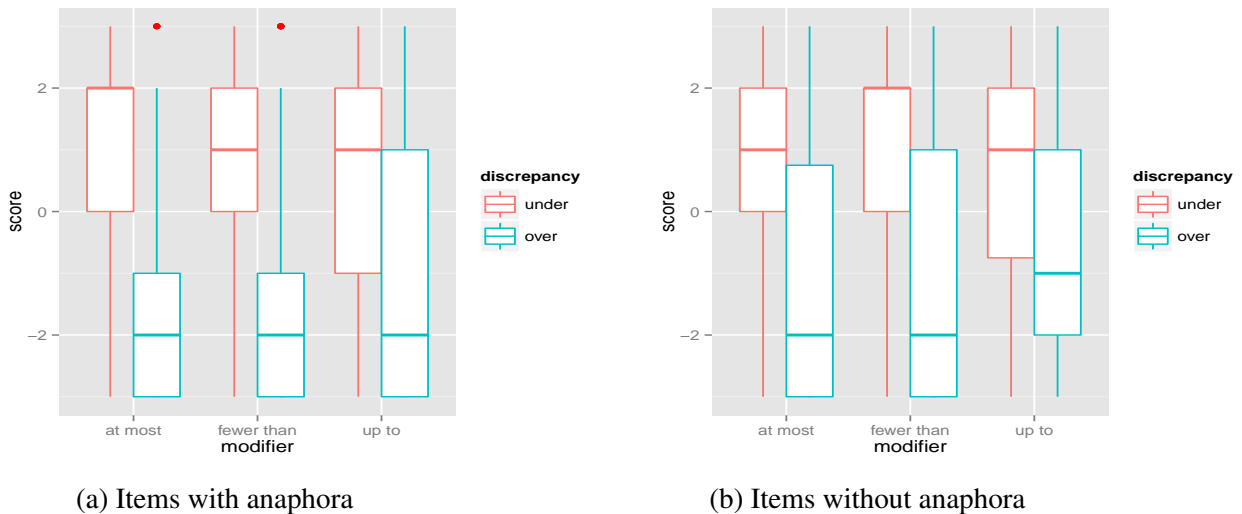 2
0
−2
score
at most
fewer than
up to
modifier
discrepancy
under
over
(a) Items with anaphora
2
0
−2
score
at most
fewer than
up to
modifier
discrepancy
under
over
(b) Items without anaphora